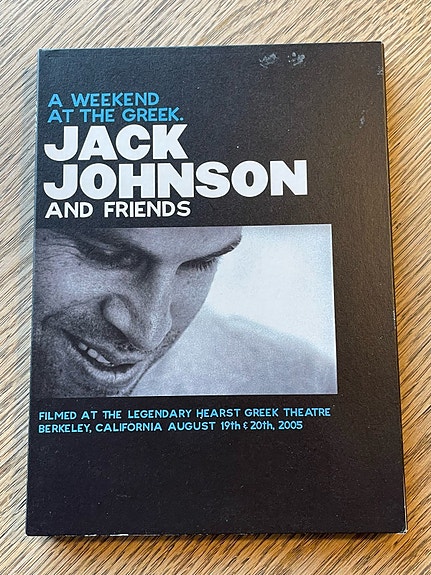 A WEEKEND
AT THE GREEK.
JACK
JOHNSON
AND FRIENDS
FILMED AT THE LEGENDARY HEARST GREEK THEATRE
BERKELEY, CALIFORNIA AUGUST 19th & 20th, 2005